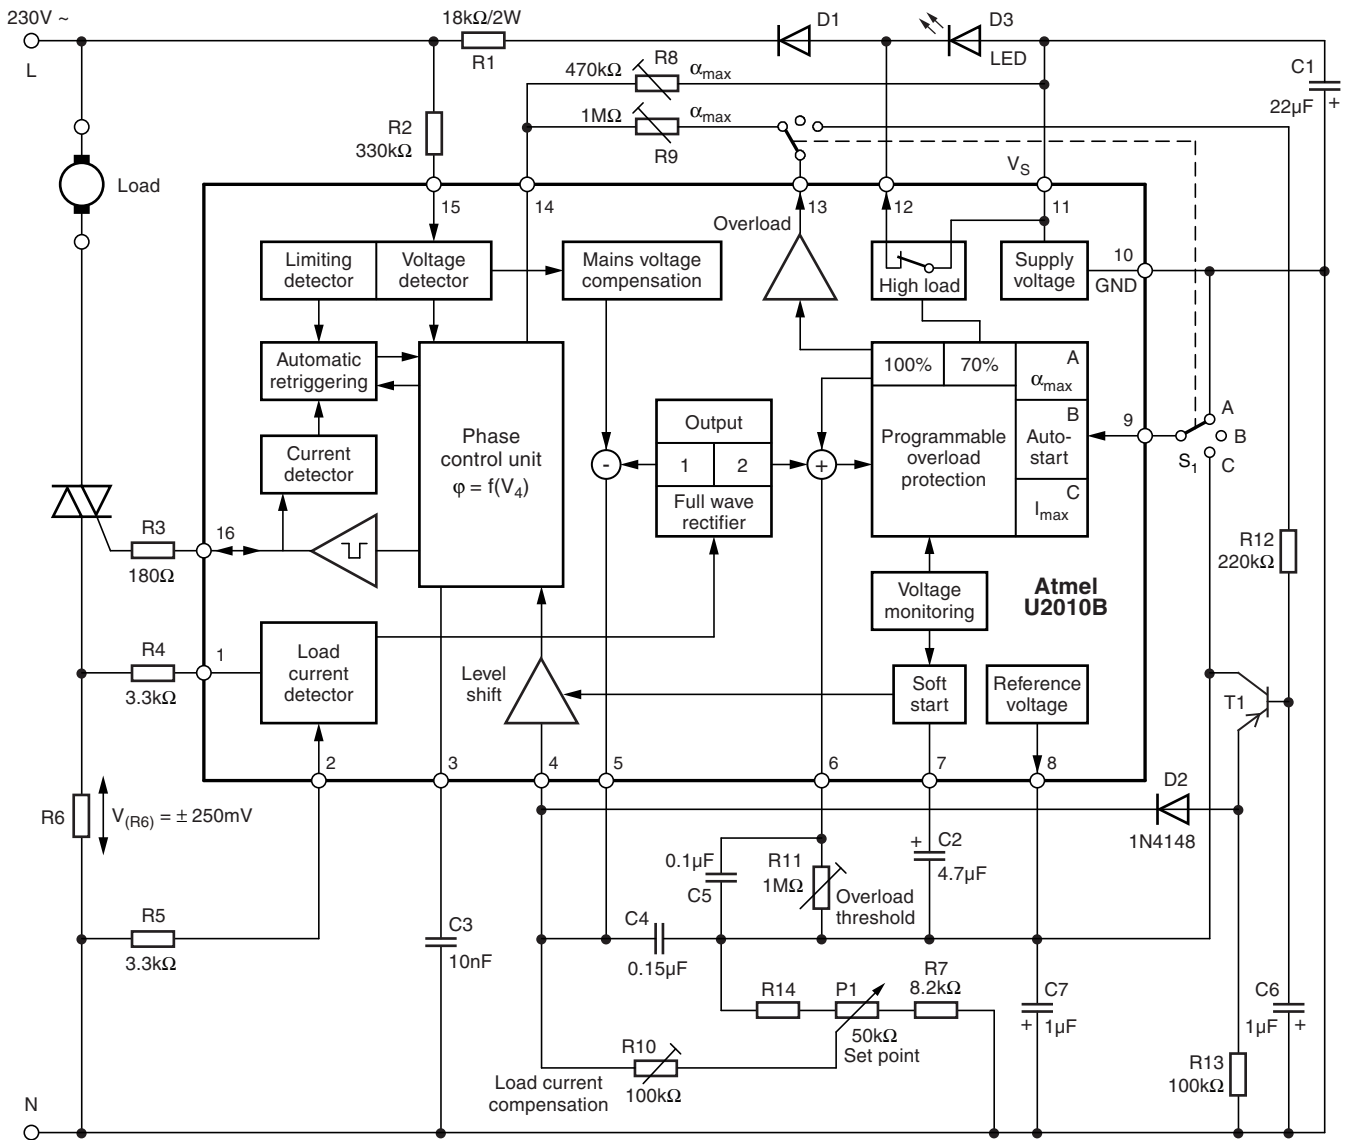 230V ~
L
18kΩ/2W
R1
D1
D3
LED
C1
22µF
+
470kΩ
R8
αmax
1MΩ
R9
αmax
R2
330kΩ
Load
VS
15
14
13
12
11
10
GND
Overload
Limiting
detector
Voltage
detector
Mains voltage
compensation
High load
Supply
voltage
Automatic
retriggering
Phase
control unit
φ = f(V4)
Current
detector
Output
1
2
Full wave
rectifier
-
+
100%
70%
A
αmax
B
Auto-
start
C
Imax
Programmable
overload
protection
9
S1
A
B
C
R3
180Ω
16
R12
220kΩ
Voltage
monitoring
Atmel
U2010B
R4
3.3kΩ
1
Load
current
detector
Level
shift
Soft
start
Reference
voltage
T1
2
3
4
5
6
7
8
R6
V(R6) = ± 250mV
D2
1N4148
0.1µF
C5
R11
1MΩ
Overload
threshold
+
C2
4.7µF
R5
3.3kΩ
C3
10nF
C4
0.15µF
R14
P1
50kΩ
Set point
R7
8.2kΩ
C7
1µF
+
C6
1µF
+
R10
100kΩ
Load current
compensation
R13
100kΩ
N